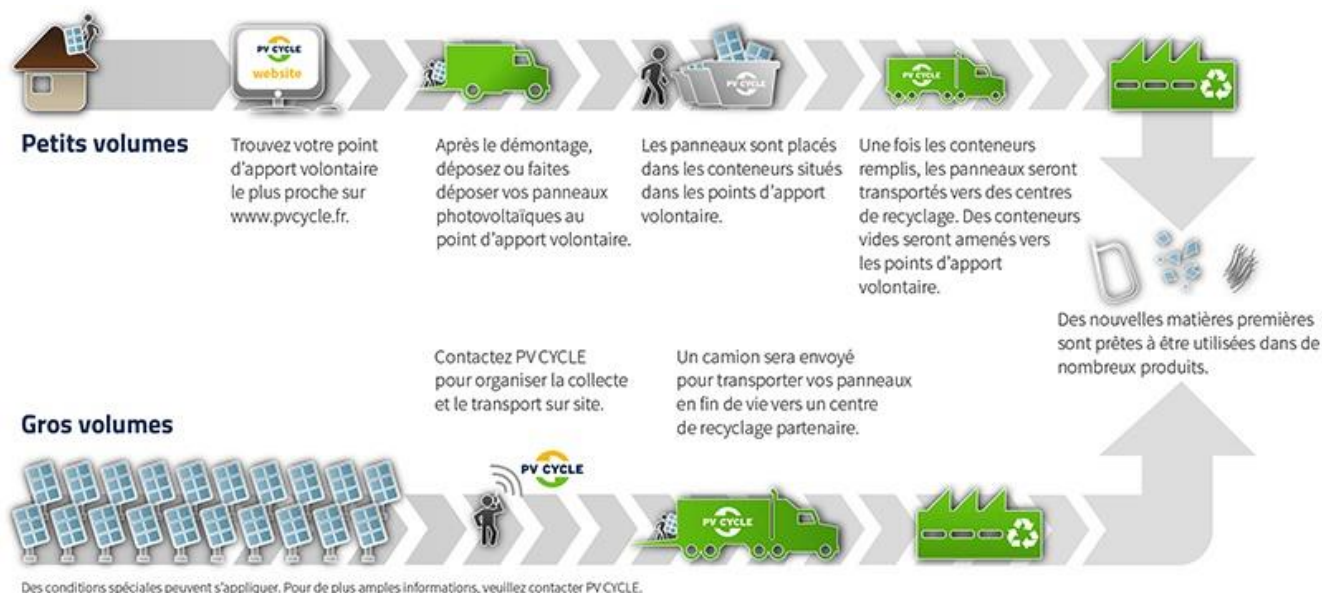 PV CYCLE
website
PV CYCLE
PV CYCLE
Petits volumes
Trouvez votre point
d'apport volontaire
le plus proche sur
www.pvcycle.fr.
Après le démontage,
déposez ou faites
déposer vos panneaux
photovoltaïques au
point d'apport volontaire.
Les panneaux sont placés
dans les conteneurs situés
dans les points d'apport
volontaire.
Une fois les conteneurs
remplis, les panneaux seront
transportés vers des centres
de recyclage. Des conteneurs
vides seront amenés vers
les points d'apport
volontaire.
Des nouvelles matières premières
sont prêtes à être utilisées dans de
nombreux produits.
Contactez PV CYCLE
pour organiser la collecte
et le transport sur site.
Un camion sera envoyé
pour transporter vos panneaux
en fin de vie vers un centre
de recyclage partenaire.
Gros volumes
PV CYCLE
PV CYCLE
Des conditions spéciales peuvent s'appliquer. Pour de plus amples informations, veuillez contacter PV CYCLE.